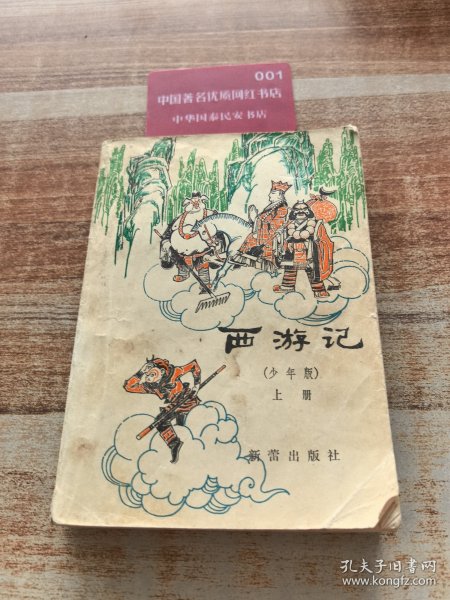 001
中国著名优质网红书店
中华国泰民安书店
西游记
(少年版)
上册
新蕾出版社
孔夫子旧书网
www.kongfz.com